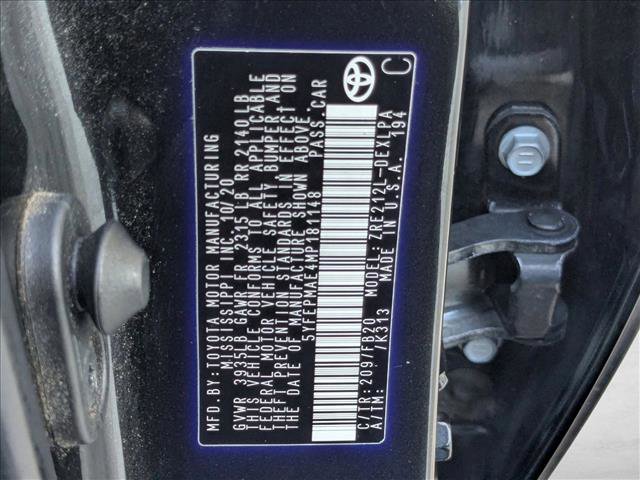 MFD.BY:TOYOTA MOTOR MANUFACTURING
MISSISSIPPI INC. 10/20
GVWR 3935LB GAWR FR 2315 LB RR 2140 LB
THIS VEHICLE CONFORMS TO ALL APPLICABLE
FEDERAL MOTOR VEHICLE SAFETY BUMPER AND
THEFT PREVENTION STANDARDS IN EFFECT ON
THE DATE OF MANUFACTURE SHOWN ABOVE.
5YFEPMAE4MP181148 PASS.CAR
C
C/TR:209/FB20 ZRE212L-DEXLPA
A/TM: /K313 MADE IN U.S.A. 194